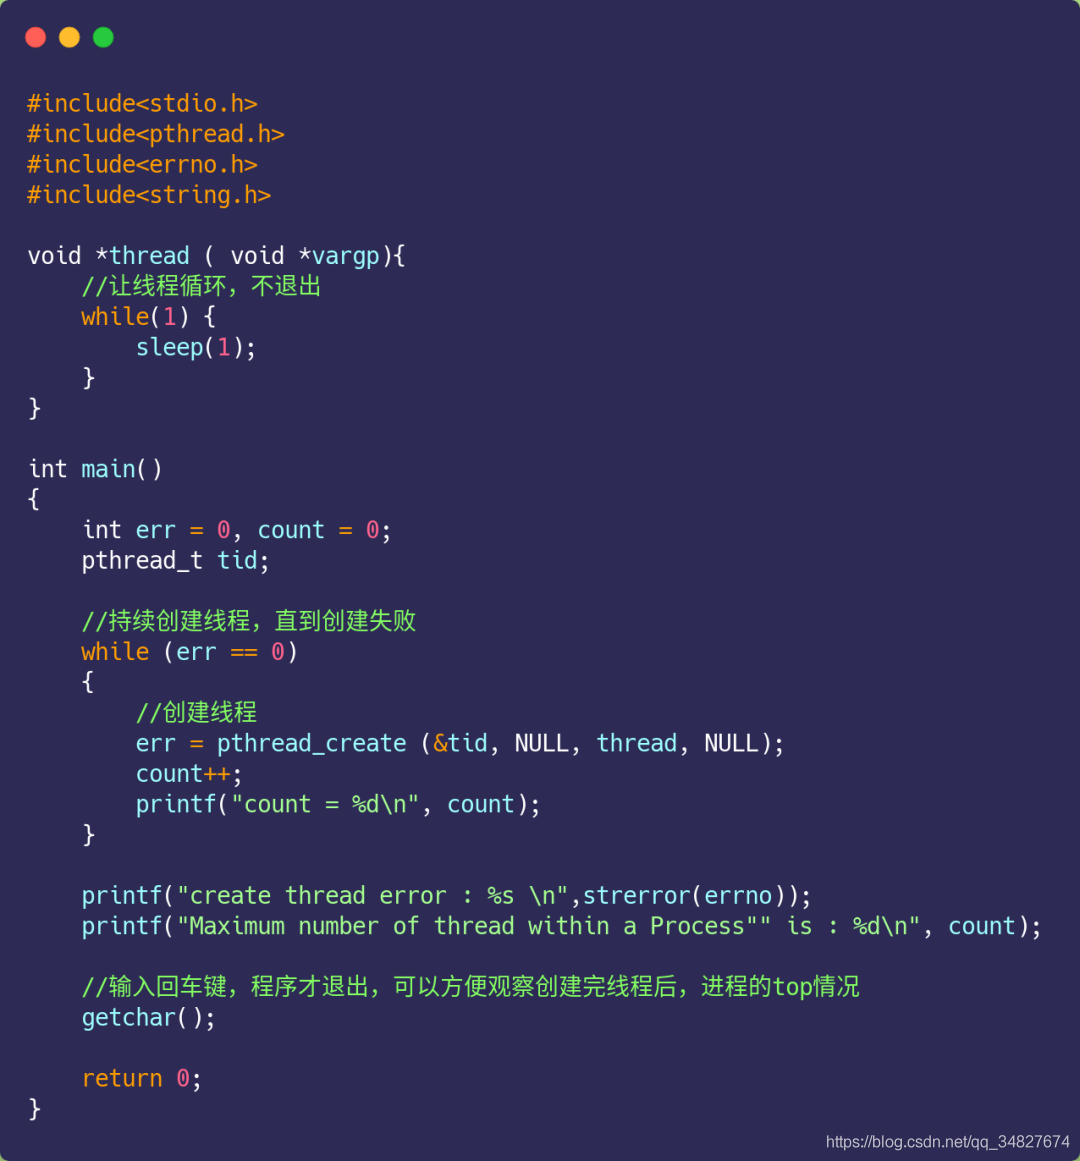 #include<stdio.h>
#include<pthread.h>
#include<errno.h>
#include<string.h>

void *thread ( void *vargp){
    //让线程循环，不退出
    while(1) {
        sleep(1);
    }
}

int main()
{
    int err = 0, count = 0;
    pthread_t tid;

    //持续创建线程，直到创建失败
    while (err == 0)
    {
        //创建线程
        err = pthread_create (&tid, NULL, thread, NULL);
        count++;
        printf("count = %d\n", count);
    }

    printf("create thread error : %s \n",strerror(errno));
    printf("Maximum number of thread within a Process"" is : %d\n", count);

    //输入回车键，程序才退出，可以方便观察创建完线程后，进程的top情况
    getchar();

    return 0;
}
https://blog.csdn.net/qq_34827674